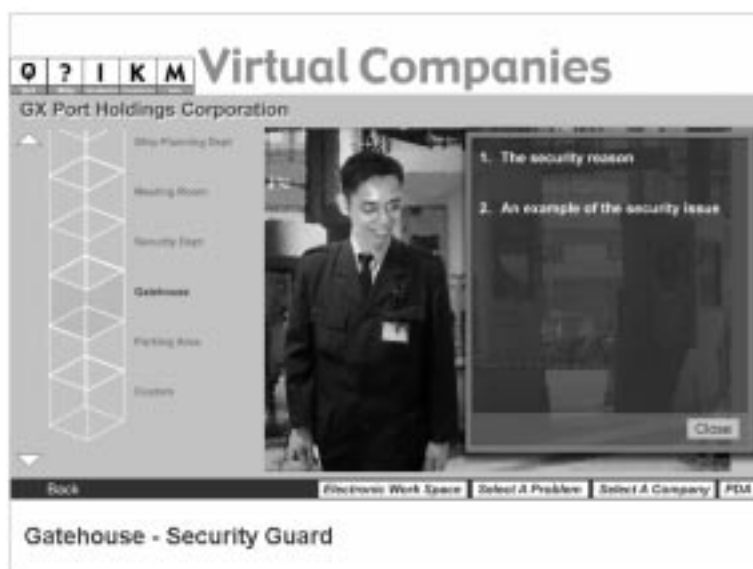 Q ? I K M Virtual Companies
GX Port Holdings Corporation
Ship Planning Dept
Meeting Room
Security Dept
Gatehouse
Parking Area
Customs
1. The security reason
2. An example of the security issue
Close
Back
Electronic Work Space
Select A Problem
Select A Company
PDA
Gatehouse - Security Guard